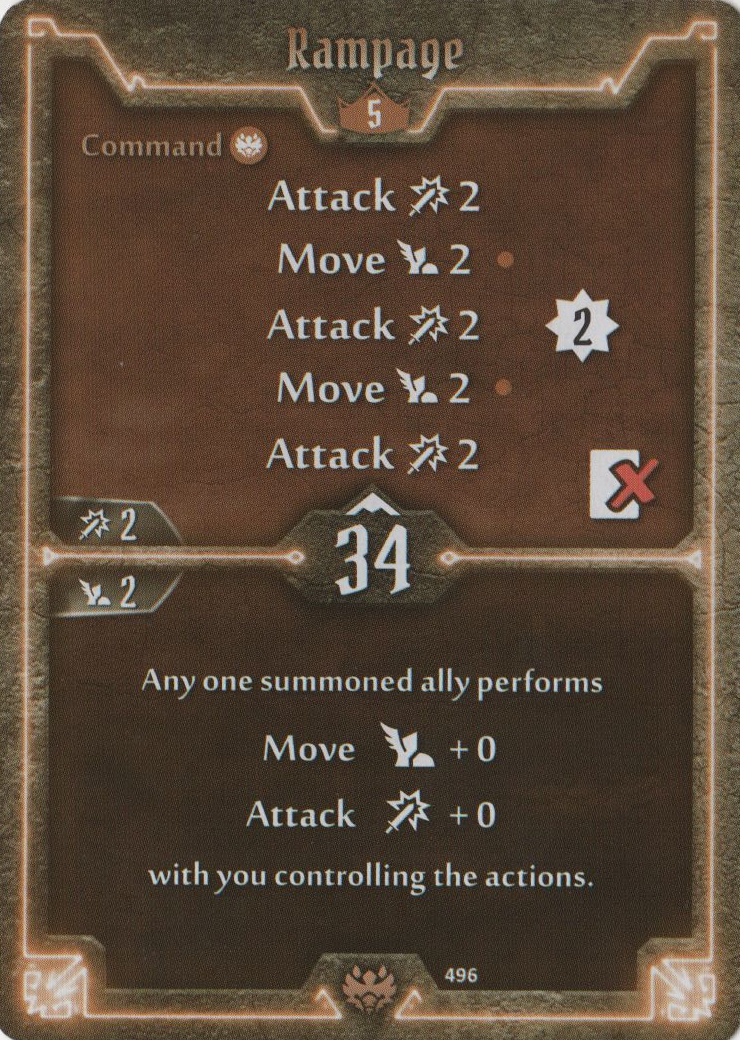 Rampage
5
Command
Attack 2
Move 2
Attack 2
2
Move 2
Attack 2
2
34
2
Any one summoned ally performs
Move +0
Attack +0
with you controlling the actions.
496